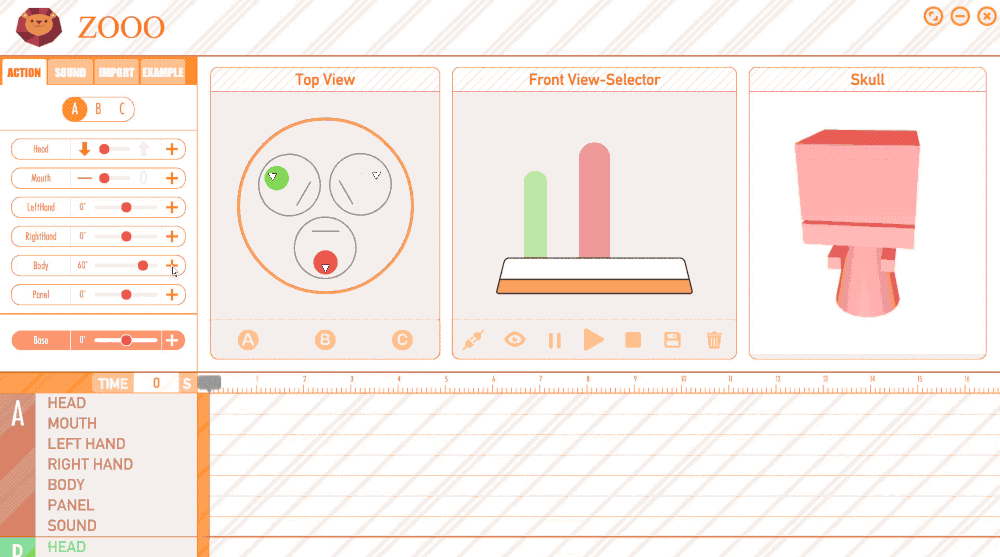 ZOOO
ACTION SOUND IMPORT EXAMPLE
A B C
Head
Mouth
LeftHand 0°
RightHand 0°
Body 60°
Panel 0°
Base 0°
Top View
A B C
Front View-Selector
Skull
TIME 0 S
1 2 3 4 5 6 7 8 9 10 11 12 13 14 15 16
A
HEAD
MOUTH
LEFT HAND
RIGHT HAND
BODY
PANEL
SOUND
B
HEAD